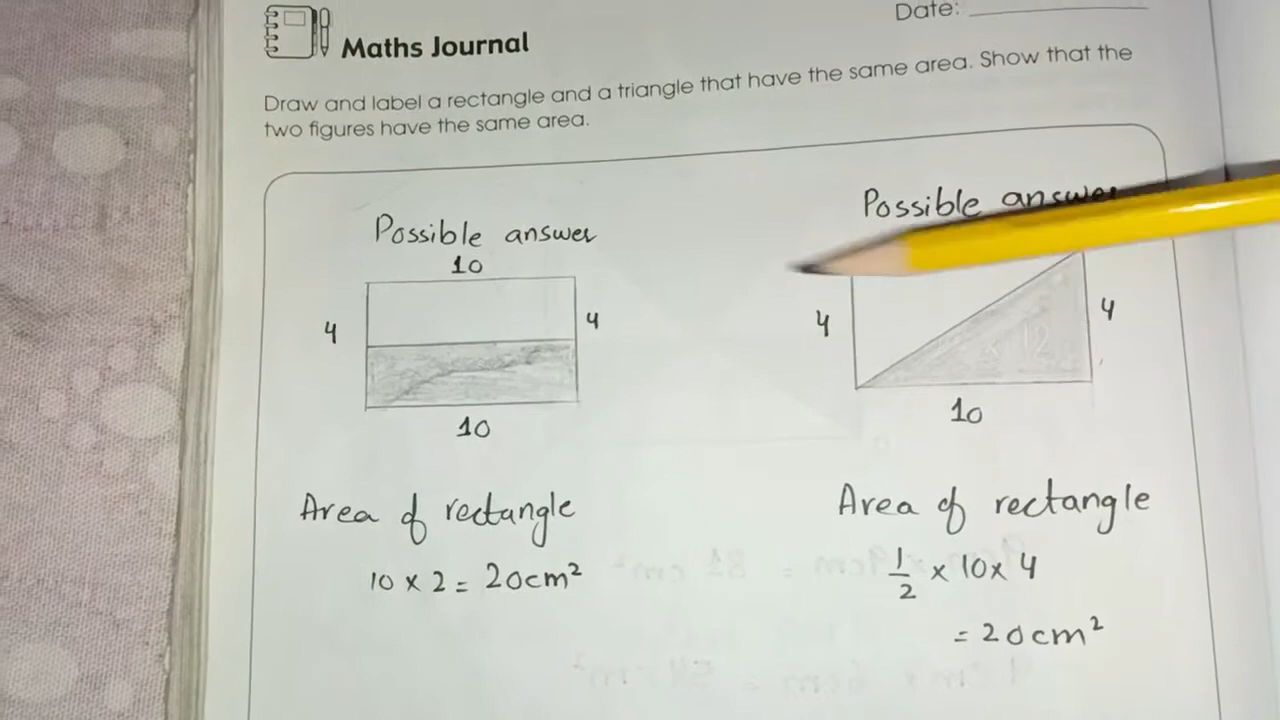 Date:
Maths Journal
Draw and label a rectangle and a triangle that have the same area. Show that the
two figures have the same area.
Possible answer
10
4
4
10
Area of rectangle
10 x 2 = 20cm²
Possible answer
4
4
10
Area of rectangle
1/2 x 10 x 4
= 20cm²